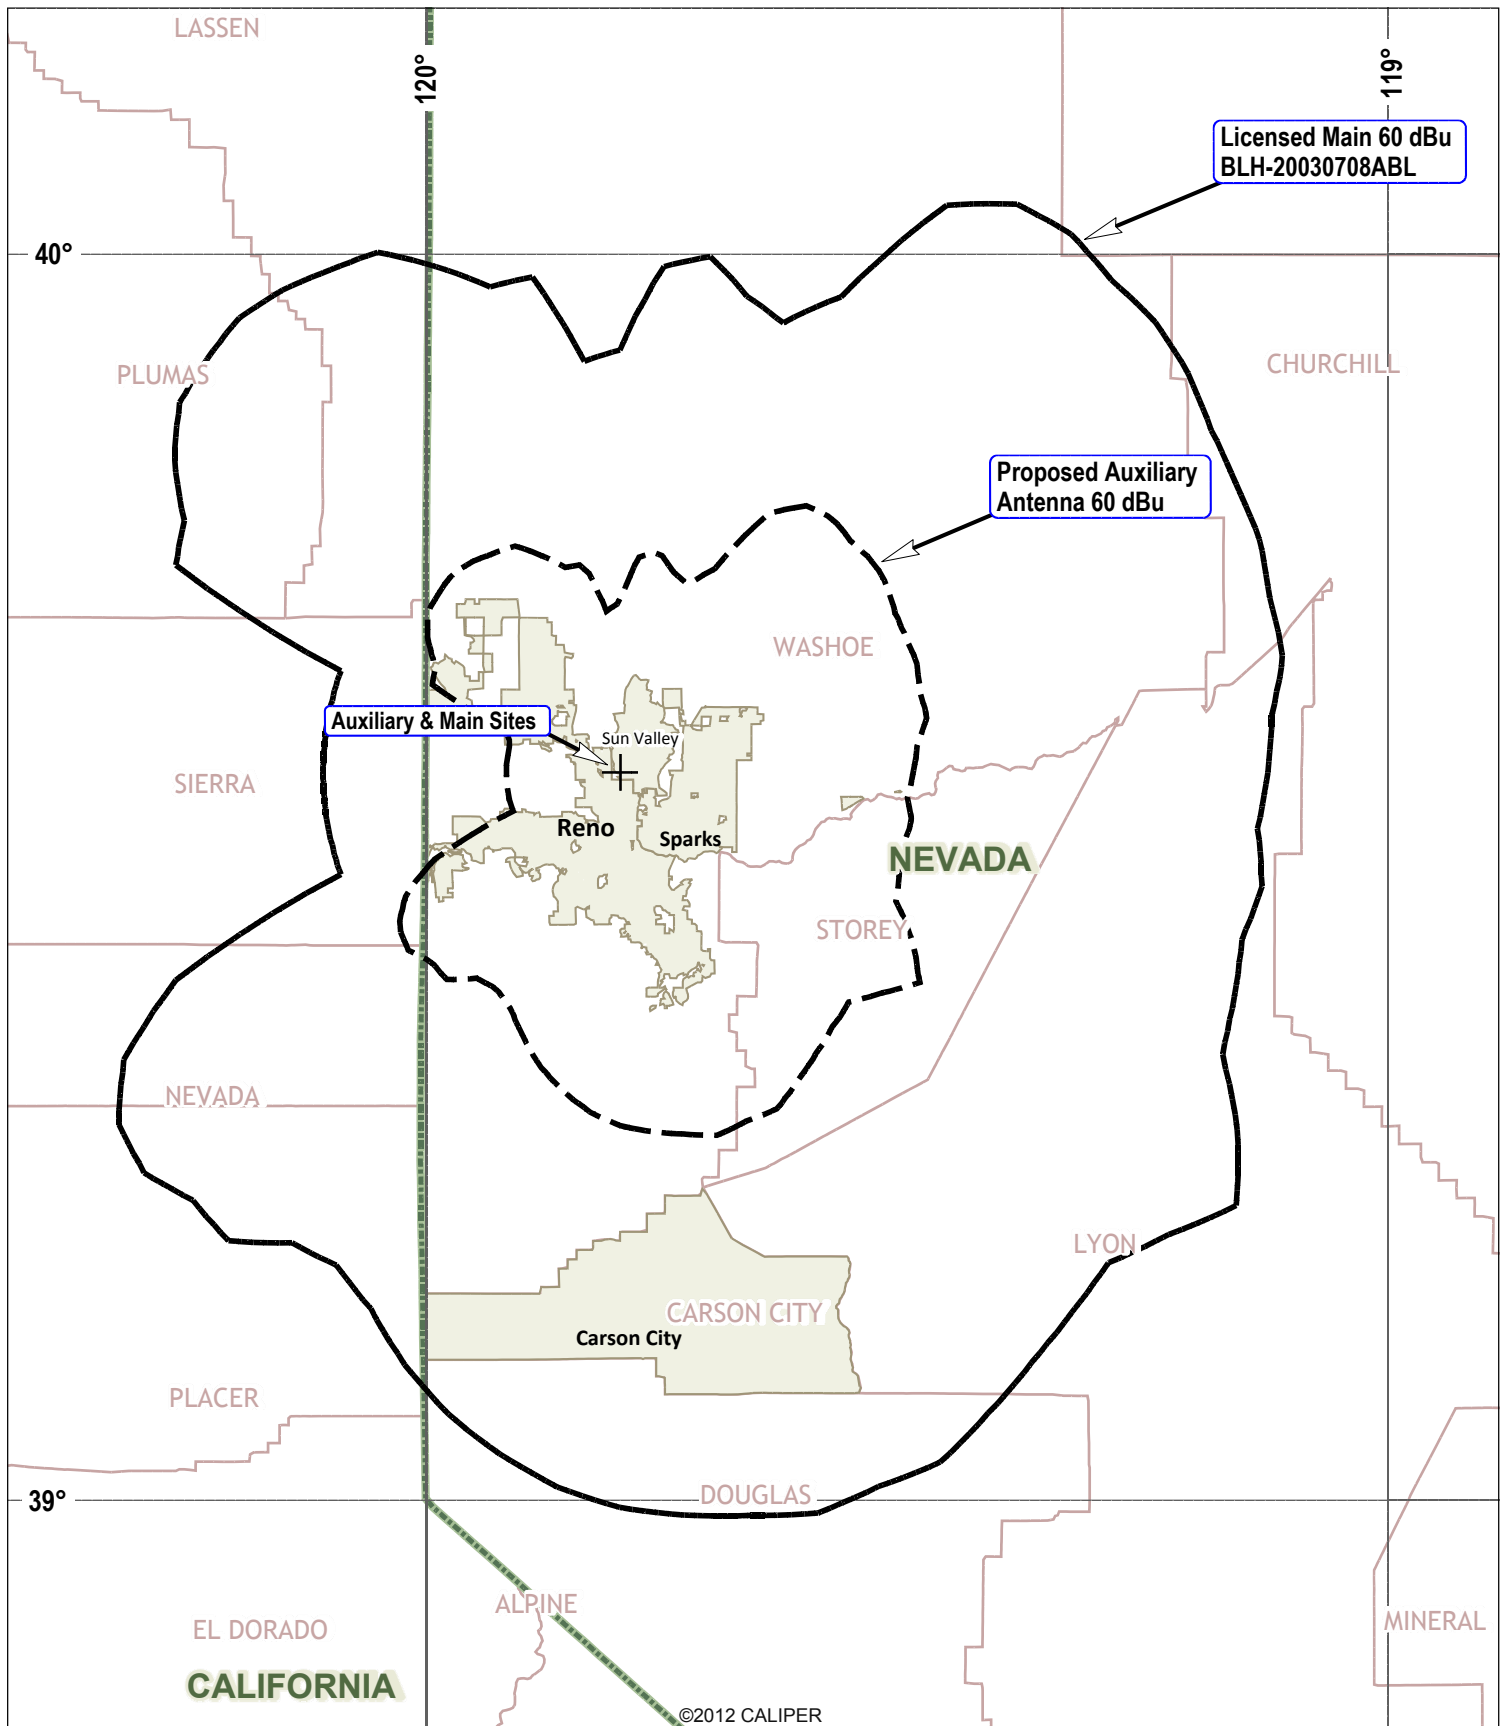 LASSEN
120°
119°
Licensed Main 60 dBu
BLH-20030708ABL
40°
PLUMAS
CHURCHILL
Proposed Auxiliary
Antenna 60 dBu
WASHOE
Auxiliary & Main Sites
Sun Valley
SIERRA
Reno
Sparks
NEVADA
STOREY
NEVADA
LYON
CARSON CITY
Carson City
PLACER
DOUGLAS
39°
ALPINE
EL DORADO
MINERAL
CALIFORNIA
©2012 CALIPER